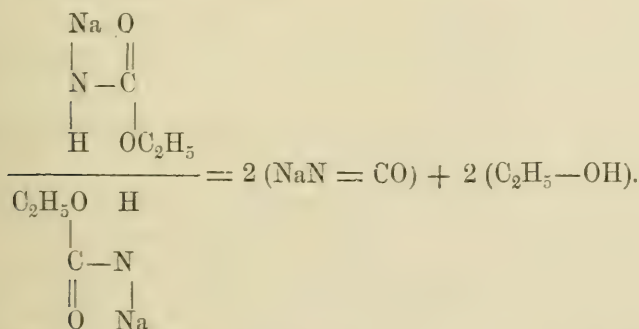 Na O
N—C
H OC₂H₅
= 2 (NaN = CO) + 2 (C₂H₅—OH).
C₂H₅O H
C—N
O Na